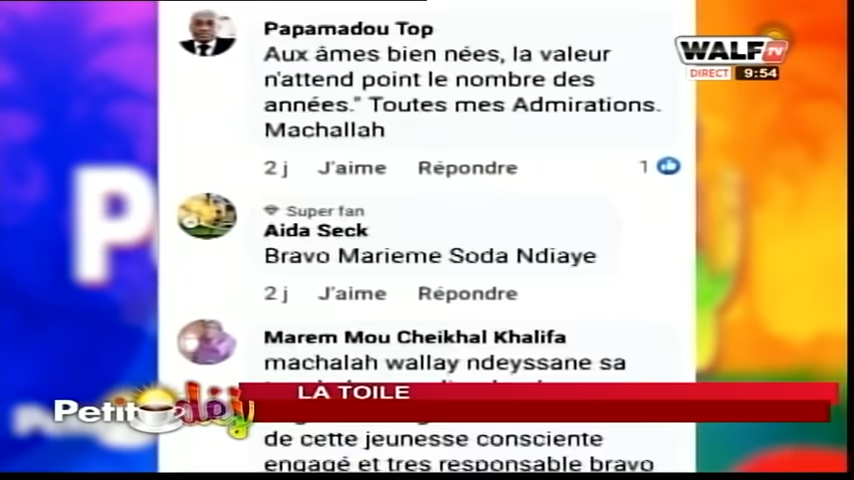 Papamadou Top
Aux âmes bien nées, la valeur
n'attend point le nombre des
années." Toutes mes Admirations.
Machallah
2 j J'aime Répondre 1
WALF TV
DIRECT 9:54
Super fan
Aida Seck
Bravo Marieme Soda Ndiaye
2 j J'aime Répondre
Marem Mou Cheikhal Khalifa
machalah wallay ndeyssane sa
LA TOILE
Petit déj
de cette jeunesse consciente
engagé et tres responsable bravo